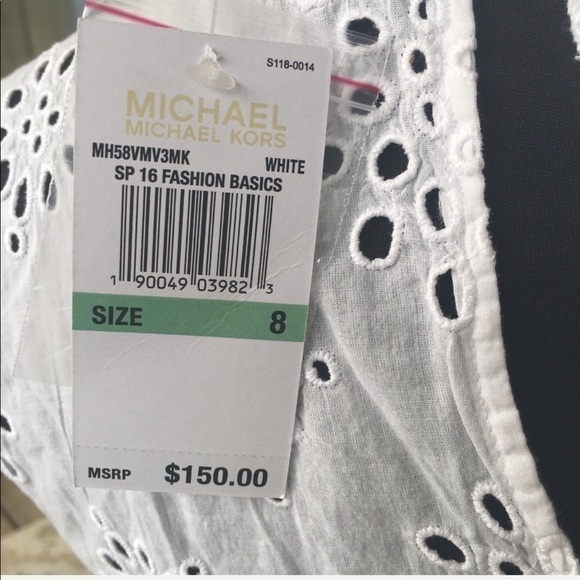 S118-0014
MICHAEL
MICHAEL KORS
MH58VMV3MK WHITE
SP 16 FASHION BASICS
1 90049 03982 3
SIZE 8
MSRP $150.00